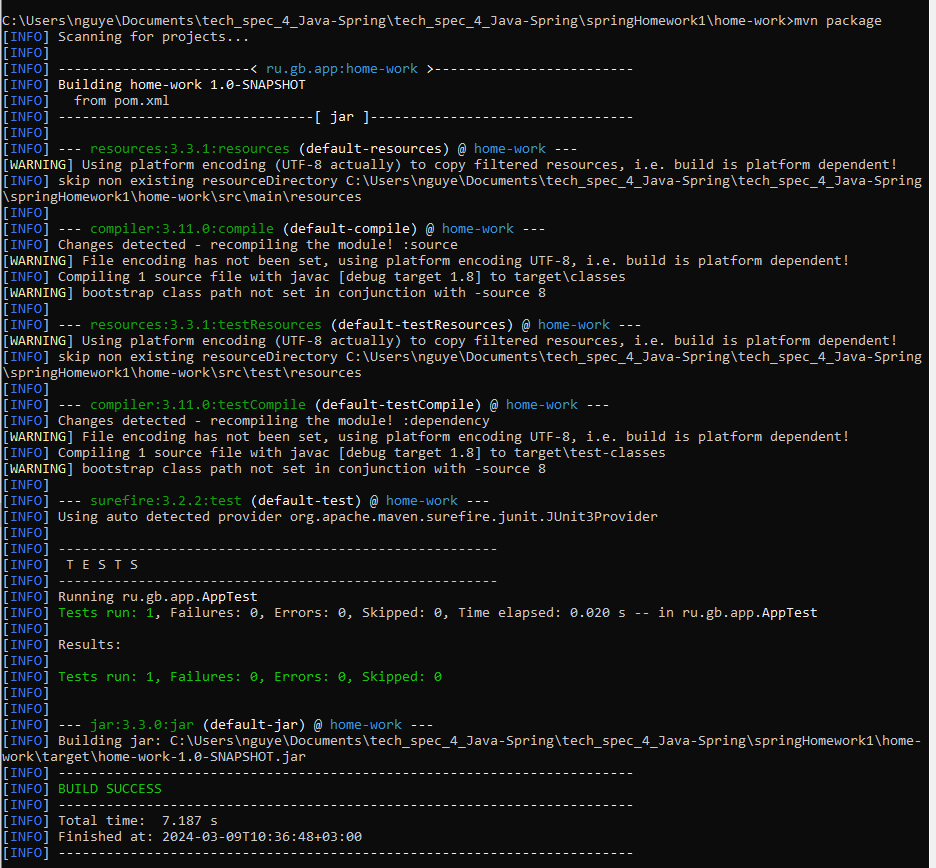 C:\Users\nguye\Documents\tech_spec_4_Java-Spring\tech_spec_4_Java-Spring\springHomework1\home-work>mvn package
[INFO] Scanning for projects...
[INFO]
[INFO] ------------------------< ru.gb.app:home-work >-------------------------
[INFO] Building home-work 1.0-SNAPSHOT
[INFO]   from pom.xml
[INFO] --------------------------------[ jar ]---------------------------------
[INFO]
[INFO] --- resources:3.3.1:resources (default-resources) @ home-work ---
[WARNING] Using platform encoding (UTF-8 actually) to copy filtered resources, i.e. build is platform dependent!
[INFO] skip non existing resourceDirectory C:\Users\nguye\Documents\tech_spec_4_Java-Spring\tech_spec_4_Java-Spring
\springHomework1\home-work\src\main\resources
[INFO]
[INFO] --- compiler:3.11.0:compile (default-compile) @ home-work ---
[INFO] Changes detected - recompiling the module! :source
[WARNING] File encoding has not been set, using platform encoding UTF-8, i.e. build is platform dependent!
[INFO] Compiling 1 source file with javac [debug target 1.8] to target\classes
[WARNING] bootstrap class path not set in conjunction with -source 8
[INFO]
[INFO] --- resources:3.3.1:testResources (default-testResources) @ home-work ---
[WARNING] Using platform encoding (UTF-8 actually) to copy filtered resources, i.e. build is platform dependent!
[INFO] skip non existing resourceDirectory C:\Users\nguye\Documents\tech_spec_4_Java-Spring\tech_spec_4_Java-Spring
\springHomework1\home-work\src\test\resources
[INFO]
[INFO] --- compiler:3.11.0:testCompile (default-testCompile) @ home-work ---
[INFO] Changes detected - recompiling the module! :dependency
[WARNING] File encoding has not been set, using platform encoding UTF-8, i.e. build is platform dependent!
[INFO] Compiling 1 source file with javac [debug target 1.8] to target\test-classes
[WARNING] bootstrap class path not set in conjunction with -source 8
[INFO]
[INFO] --- surefire:3.2.2:test (default-test) @ home-work ---
[INFO] Using auto detected provider org.apache.maven.surefire.junit.JUnit3Provider
[INFO]
[INFO] -------------------------------------------------------
[INFO]  T E S T S
[INFO] -------------------------------------------------------
[INFO] Running ru.gb.app.AppTest
[INFO] Tests run: 1, Failures: 0, Errors: 0, Skipped: 0, Time elapsed: 0.020 s -- in ru.gb.app.AppTest
[INFO]
[INFO] Results:
[INFO]
[INFO] Tests run: 1, Failures: 0, Errors: 0, Skipped: 0
[INFO]
[INFO]
[INFO] --- jar:3.3.0:jar (default-jar) @ home-work ---
[INFO] Building jar: C:\Users\nguye\Documents\tech_spec_4_Java-Spring\tech_spec_4_Java-Spring\springHomework1\home-
work\target\home-work-1.0-SNAPSHOT.jar
[INFO] ------------------------------------------------------------------------
[INFO] BUILD SUCCESS
[INFO] ------------------------------------------------------------------------
[INFO] Total time:  7.187 s
[INFO] Finished at: 2024-03-09T10:36:48+03:00
[INFO] ------------------------------------------------------------------------